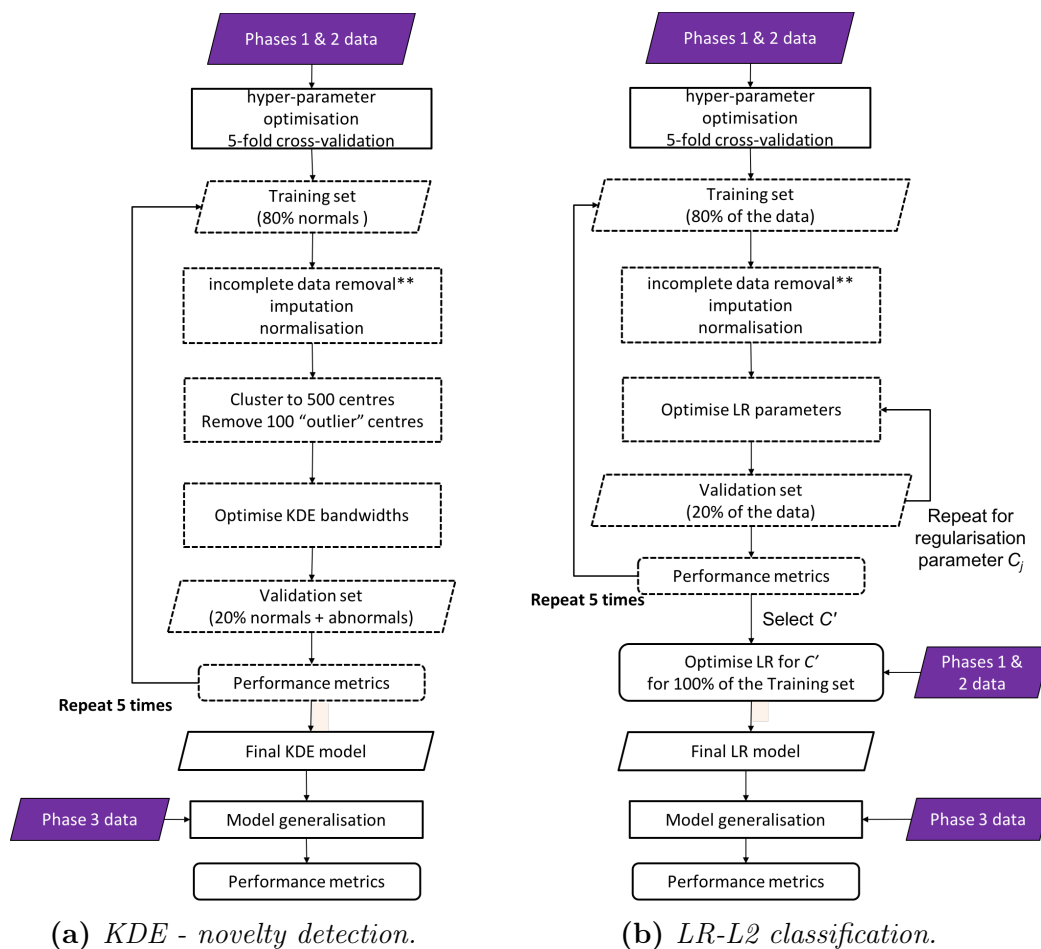 Phases 1 & 2 data
hyper-parameter
optimisation
5-fold cross-validation
Training set
(80% normals )
incomplete data removal**
imputation
normalisation
Cluster to 500 centres
Remove 100 “outlier” centres
Optimise KDE bandwidths
Validation set
(20% normals + abnormals)
Performance metrics
Repeat 5 times
Final KDE model
Phase 3 data
Model generalisation
Performance metrics
(a) KDE - novelty detection.
Phases 1 & 2 data
hyper-parameter
optimisation
5-fold cross-validation
Training set
(80% of the data)
incomplete data removal**
imputation
normalisation
Optimise LR parameters
Validation set
(20% of the data)
Repeat for
regularisation
parameter Cj
Performance metrics
Repeat 5 times
Select C'
Optimise LR for C'
for 100% of the Training set
Phases 1 &
2 data
Final LR model
Model generalisation
Phase 3 data
Performance metrics
(b) LR-L2 classification.